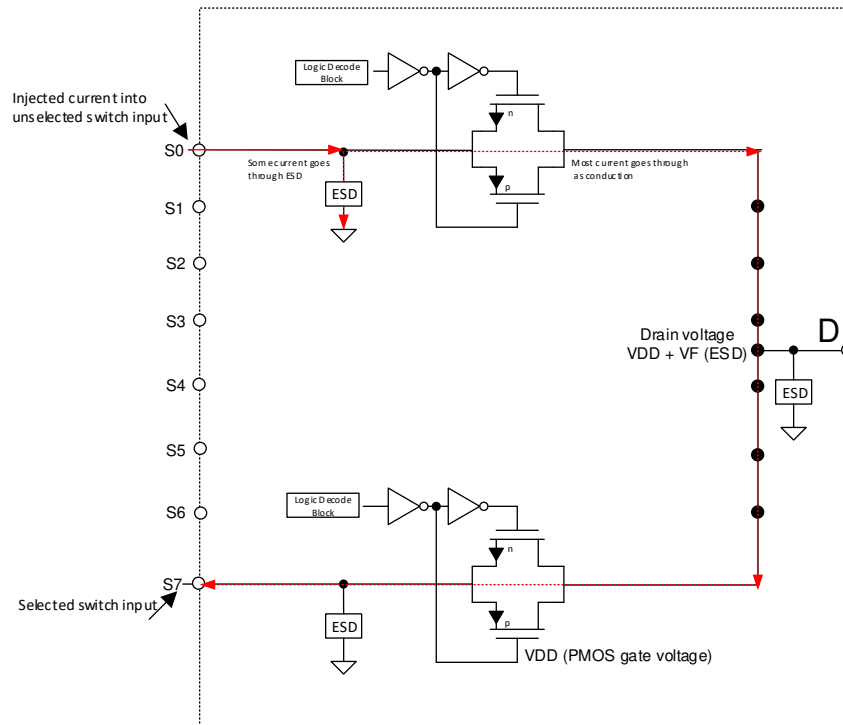 Logic Decode
Block
Injected current into
unselected switch input
n
S0
Some current goes
through ESD
Most current goes through
as conduction
p
ESD
S1
S2
S3
Drain voltage
VDD + VF (ESD)
D
S4
ESD
S5
Logic Decode
Block
S6
n
S7
Selected switch input
ESD
p
VDD (PMOS gate voltage)